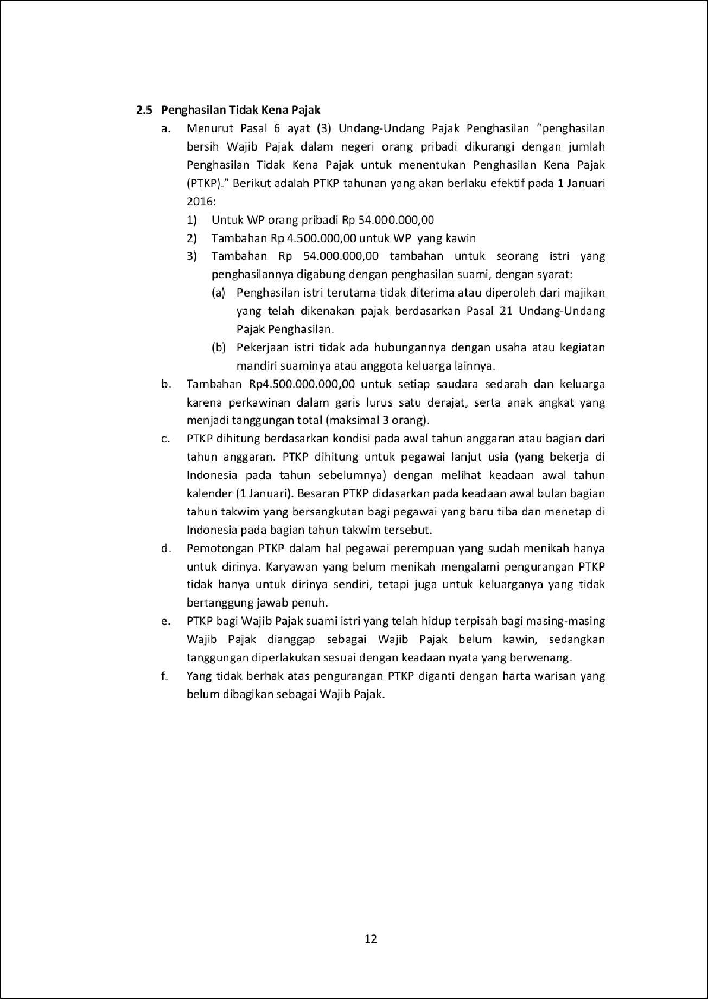 2.5 Penghasilan Tidak Kena Pajak
a. Menurut Pasal 6 ayat (3) Undang-Undang Pajak Penghasilan “penghasilan
bersih Wajib Pajak dalam negeri orang pribadi dikurangi dengan jumlah
Penghasilan Tidak Kena Pajak untuk menentukan Penghasilan Kena Pajak
(PTKP).” Berikut adalah PTKP tahunan yang akan berlaku efektif pada 1 Januari
2016:
1) Untuk WP orang pribadi Rp 54.000.000,00
2) Tambahan Rp 4.500.000,00 untuk WP yang kawin
3) Tambahan Rp 54.000.000,00 tambahan untuk seorang istri yang
penghasilannya digabung dengan penghasilan suami, dengan syarat:
(a) Penghasilan istri terutama tidak diterima atau diperoleh dari majikan
yang telah dikenakan pajak berdasarkan Pasal 21 Undang-Undang
Pajak Penghasilan.
(b) Pekerjaan istri tidak ada hubungannya dengan usaha atau kegiatan
mandiri suaminya atau anggota keluarga lainnya.
b. Tambahan Rp4.500.000.000,00 untuk setiap saudara sedarah dan keluarga
karena perkawinan dalam garis lurus satu derajat, serta anak angkat yang
menjadi tanggungan total (maksimal 3 orang).
c. PTKP dihitung berdasarkan kondisi pada awal tahun anggaran atau bagian dari
tahun anggaran. PTKP dihitung untuk pegawai lanjut usia (yang bekerja di
Indonesia pada tahun sebelumnya) dengan melihat keadaan awal tahun
kalender (1 Januari). Besaran PTKP didasarkan pada keadaan awal bulan bagian
tahun takwim yang bersangkutan bagi pegawai yang baru tiba dan menetap di
Indonesia pada bagian tahun takwim tersebut.
d. Pemotongan PTKP dalam hal pegawai perempuan yang sudah menikah hanya
untuk dirinya. Karyawan yang belum menikah mengalami pengurangan PTKP
tidak hanya untuk dirinya sendiri, tetapi juga untuk keluarganya yang tidak
bertanggung jawab penuh.
e. PTKP bagi Wajib Pajak suami istri yang telah hidup terpisah bagi masing-masing
Wajib Pajak dianggap sebagai Wajib Pajak belum kawin, sedangkan
tanggungan diperlakukan sesuai dengan keadaan nyata yang berwenang.
f. Yang tidak berhak atas pengurangan PTKP diganti dengan harta warisan yang
belum dibagikan sebagai Wajib Pajak.
12